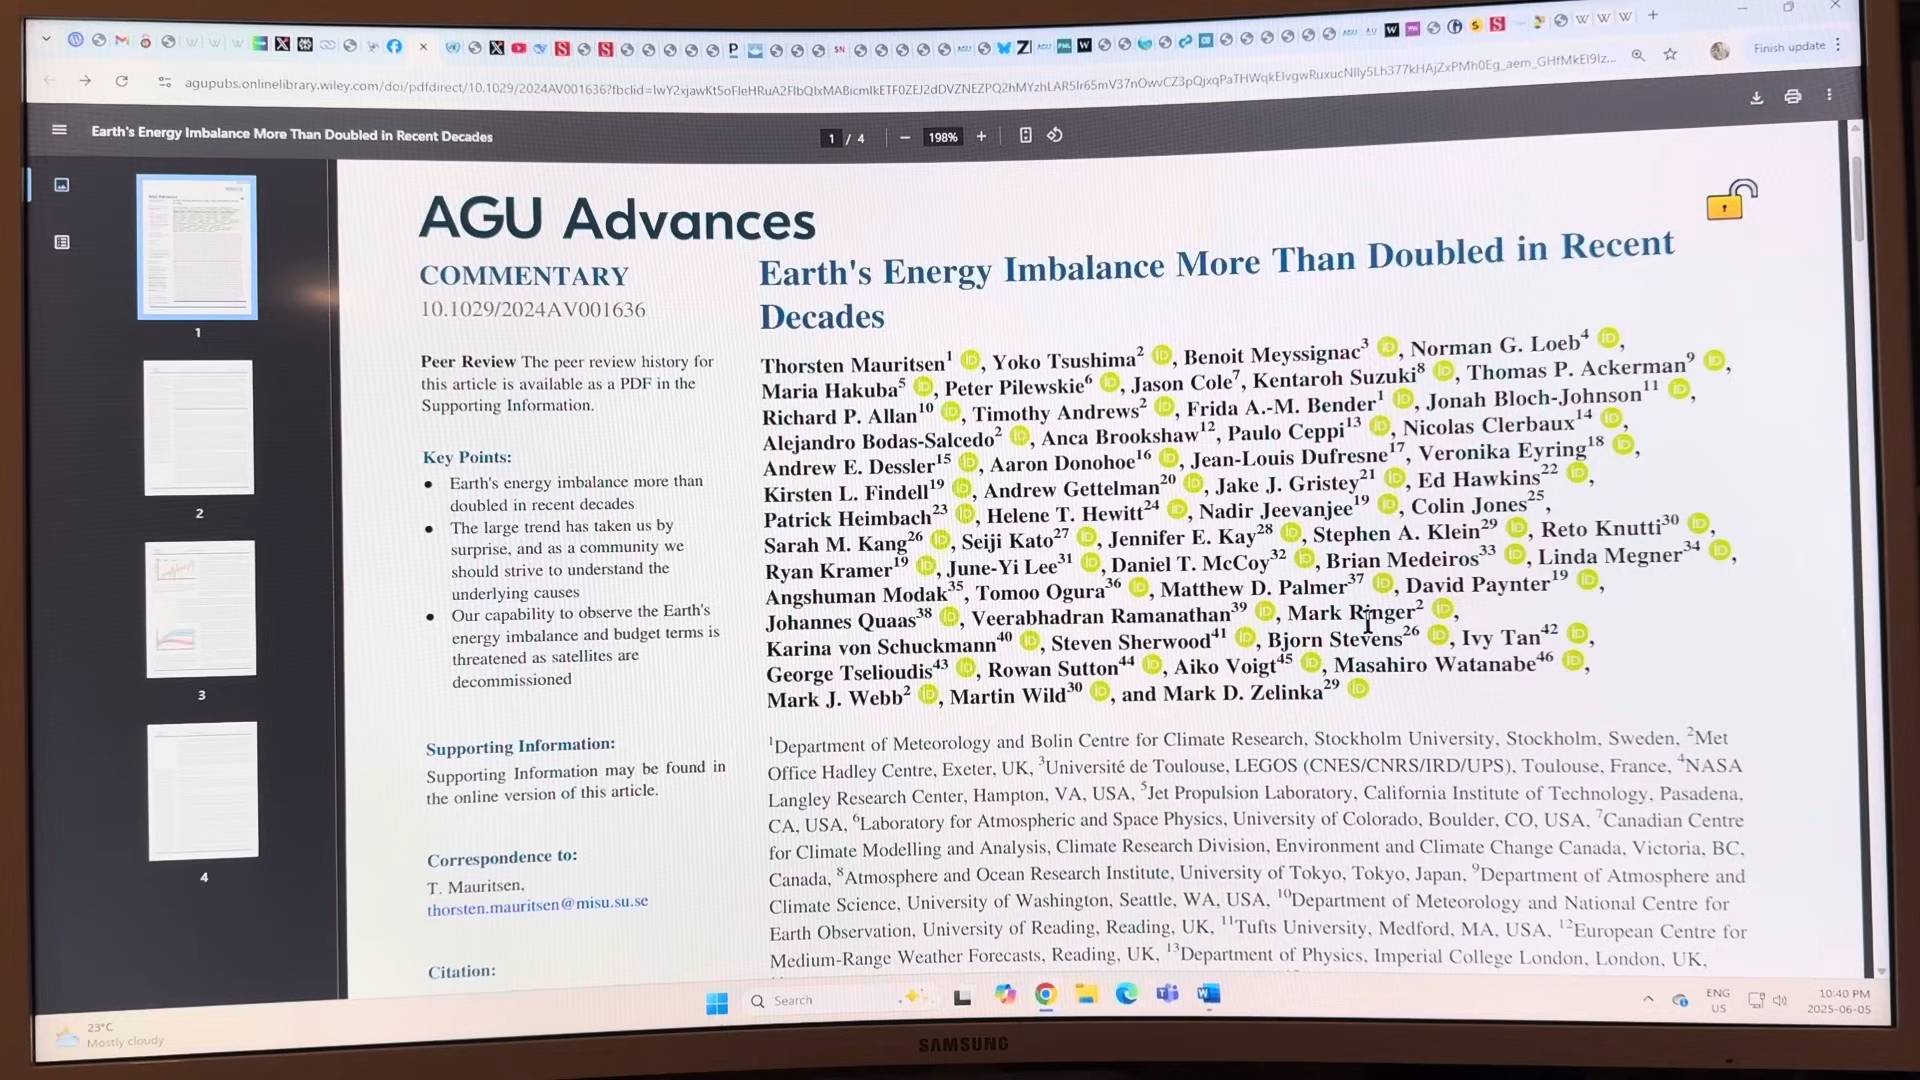 Finish update
agupubs.onlinelibrary.wiley.com/doi/pdfdirect/10.1029/2024AV001636?fbclid=
Earth's Energy Imbalance More Than Doubled in Recent Decades
1 / 4
198%
AGU Advances
COMMENTARY
10.1029/2024AV001636
Peer Review The peer review history for
this article is available as a PDF in the
Supporting Information.
Key Points:
• Earth's energy imbalance more than
doubled in recent decades
• The large trend has taken us by
surprise, and as a community we
should strive to understand the
underlying causes
• Our capability to observe the Earth's
energy imbalance and budget terms is
threatened as satellites are
decommissioned
Supporting Information:
Supporting Information may be found in
the online version of this article.
Correspondence to:
T. Mauritsen,
thorsten.mauritsen@misu.su.se
Citation:
Earth's Energy Imbalance More Than Doubled in Recent
Decades
Thorsten Mauritsen1, Yoko Tsushima2, Benoit Meyssignac3, Norman G. Loeb4,
Maria Hakuba5, Peter Pilewskie6, Jason Cole7, Kentaroh Suzuki8, Thomas P. Ackerman9,
Richard P. Allan10, Timothy Andrews2, Frida A.-M. Bender1, Jonah Bloch-Johnson11,
Alejandro Bodas-Salcedo2, Anca Brookshaw12, Paulo Ceppi13, Nicolas Clerbaux14,
Andrew E. Dessler15, Aaron Donohoe16, Jean-Louis Dufresne17, Veronika Eyring18,
Kirsten L. Findell19, Andrew Gettelman20, Jake J. Gristey21, Ed Hawkins22,
Patrick Heimbach23, Helene T. Hewitt24, Nadir Jeevanjee19, Colin Jones25,
Sarah M. Kang26, Seiji Kato27, Jennifer E. Kay28, Stephen A. Klein29, Reto Knutti30,
Ryan Kramer19, June-Yi Lee31, Daniel T. McCoy32, Brian Medeiros33, Linda Megner34,
Angshuman Modak35, Tomoo Ogura36, Matthew D. Palmer37, David Paynter19,
Johannes Quaas38, Veerabhadran Ramanathan39, Mark Ringer2,
Karina von Schuckmann40, Steven Sherwood41, Bjorn Stevens26, Ivy Tan42,
George Tselioudis43, Rowan Sutton44, Aiko Voigt45, Masahiro Watanabe46,
Mark J. Webb2, Martin Wild30, and Mark D. Zelinka29
1Department of Meteorology and Bolin Centre for Climate Research, Stockholm University, Stockholm, Sweden, 2Met
Office Hadley Centre, Exeter, UK, 3Université de Toulouse, LEGOS (CNES/CNRS/IRD/UPS), Toulouse, France, 4NASA
Langley Research Center, Hampton, VA, USA, 5Jet Propulsion Laboratory, California Institute of Technology, Pasadena,
CA, USA, 6Laboratory for Atmospheric and Space Physics, University of Colorado, Boulder, CO, USA, 7Canadian Centre
for Climate Modelling and Analysis, Climate Research Division, Environment and Climate Change Canada, Victoria, BC,
Canada, 8Atmosphere and Ocean Research Institute, University of Tokyo, Tokyo, Japan, 9Department of Atmosphere and
Climate Science, University of Washington, Seattle, WA, USA, 10Department of Meteorology and National Centre for
Earth Observation, University of Reading, Reading, UK, 11Tufts University, Medford, MA, USA, 12European Centre for
Medium-Range Weather Forecasts, Reading, UK, 13Department of Physics, Imperial College London, London, UK,
1
2
3
4
23°C
Mostly cloudy
Search
ENG
US
10:40 PM
2025-06-05
SAMSUNG